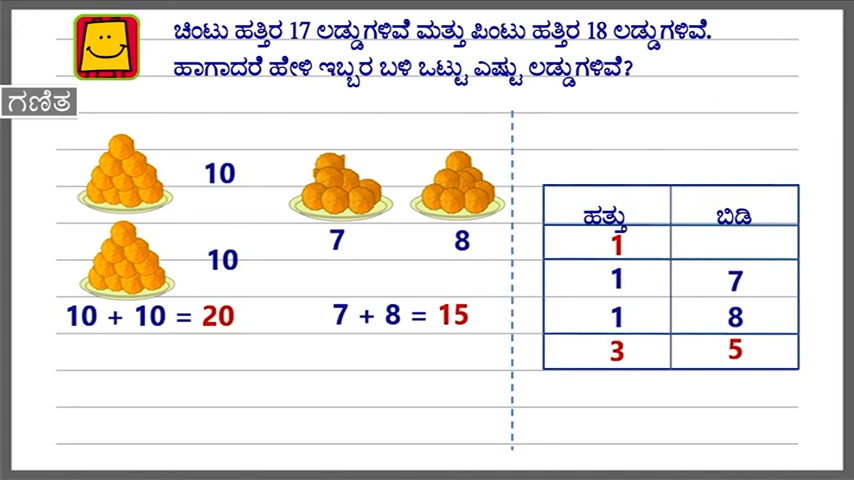 ಚಿಂಟು ಹತ್ತಿರ 17 ಲಡ್ಡುಗಳಿವೆ ಮತ್ತು ಪಿಂಟು ಹತ್ತಿರ 18 ಲಡ್ಡುಗಳಿವೆ.
ಹಾಗಾದರೆ ಹೇಳಿ ಇಬ್ಬರ ಬಳಿ ಒಟ್ಟು ಎಷ್ಟು ಲಡ್ಡುಗಳಿವೆ?
ಗಣಿತ
10
10
10 + 10 = 20
7 8
7 + 8 = 15
ಹತ್ತು ಬಿಡಿ
1
1 7
1 8
3 5